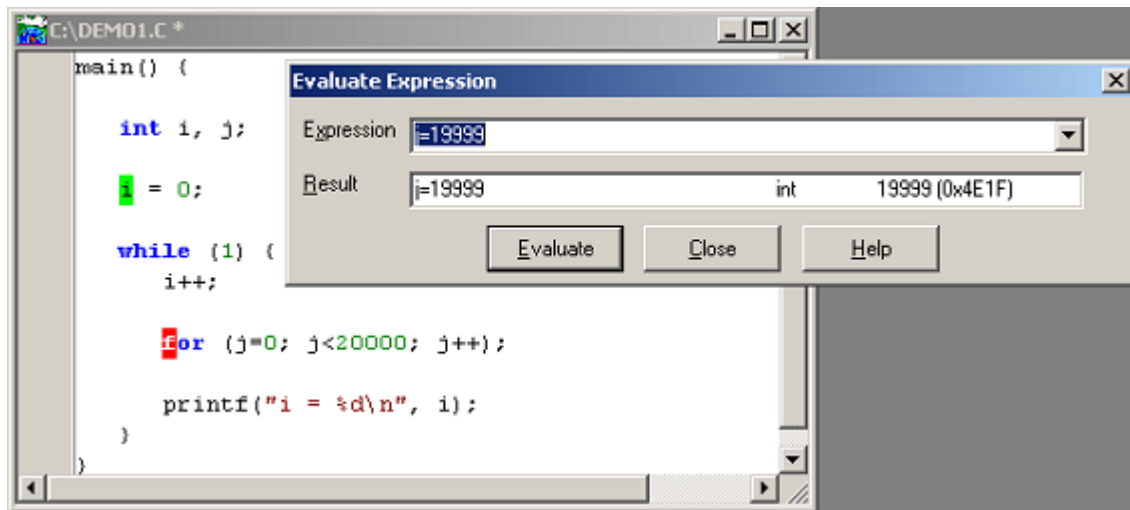 C:\DEMO1.C *
main() {
int i, j;
i = 0;
while (1) {
i++;
for (j=0; j<20000; j++);
printf("i = %d\n", i);
}
}
Evaluate Expression
Expression j=19999
Result j=19999 int 19999 (0x4E1F)
Evaluate Close Help